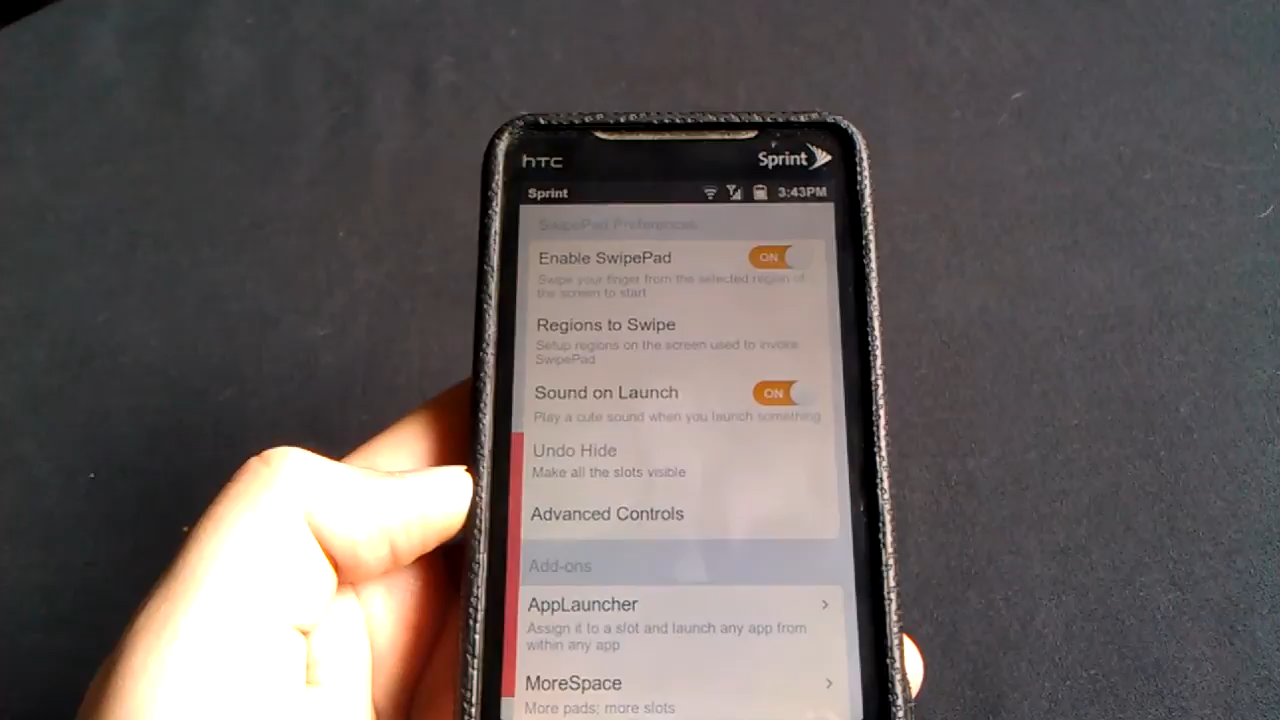 hTC
Sprint
Sprint
3:43PM
SwipePad Preferences
Enable SwipePad
ON
Swipe your finger from the selected region of
the screen to start
Regions to Swipe
Setup regions on the screen used to invoke
SwipePad
Sound on Launch
ON
Play a cute sound when you launch something
Undo Hide
Make all the slots visible
Advanced Controls
Add-ons
AppLauncher
Assign it to a slot and launch any app from
within any app
MoreSpace
More pads; more slots